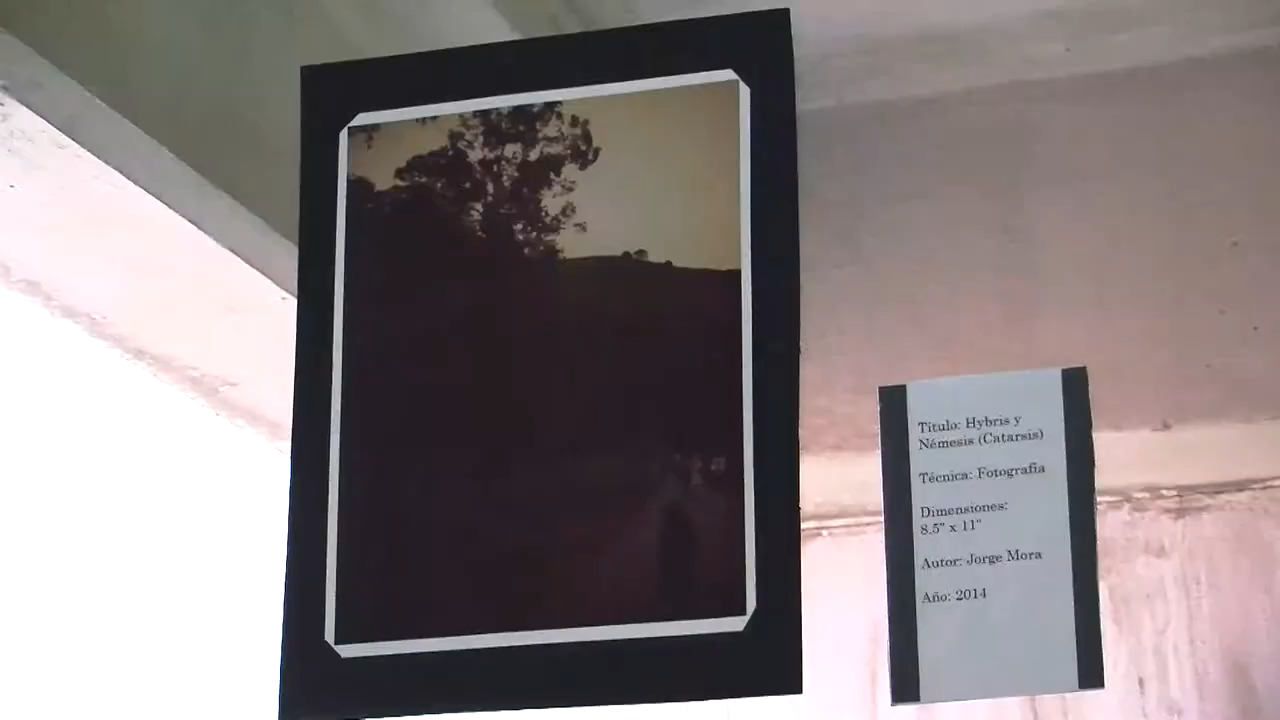 Título: Hybris y
Némesis (Catarsis)
Técnica: Fotografía
Dimensiones:
8.5" x 11"
Autor: Jorge Mora
Año: 2014